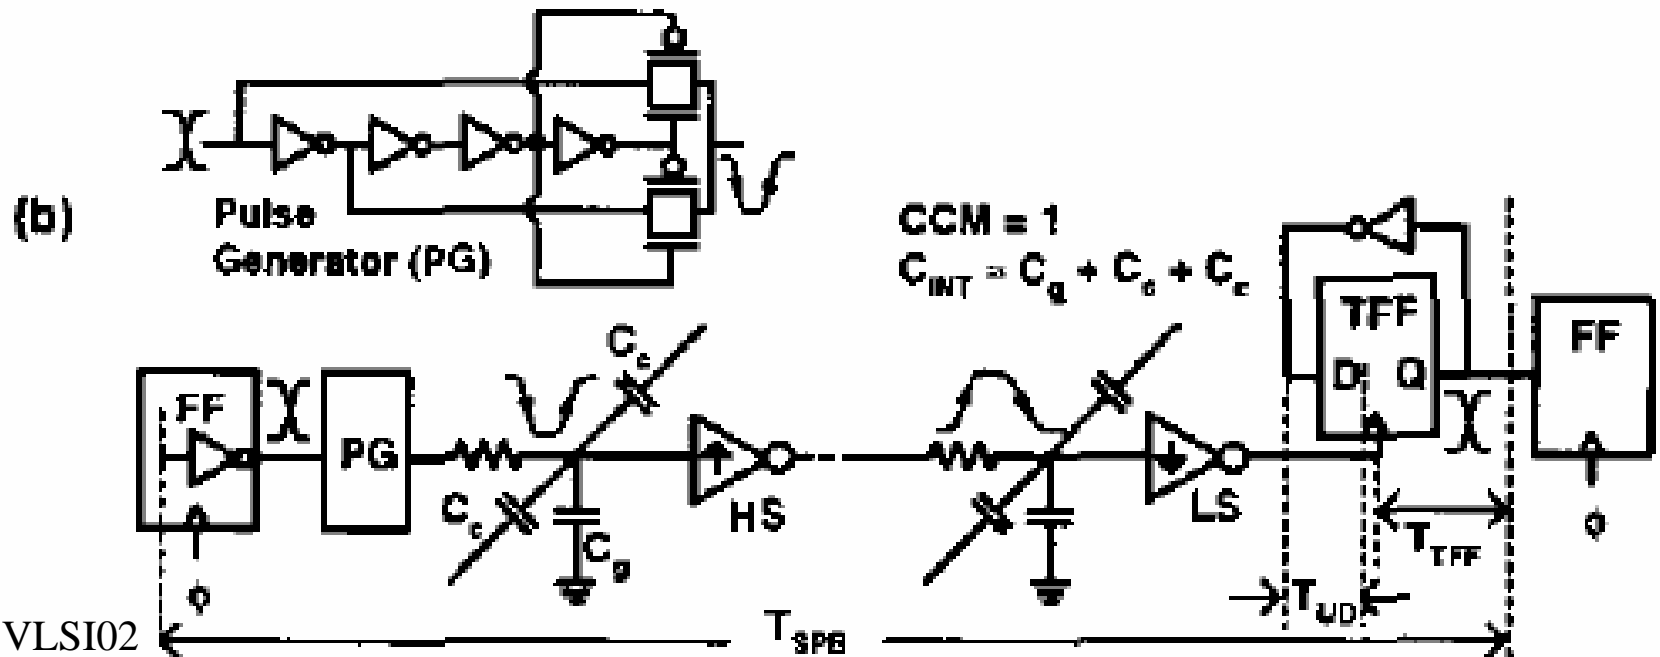 (b)
Pulse
Generator (PG)
CCM = 1
C_INT = C_g + C_c + C_c
FF
PG
C_c
C_c
C_g
HS
LS
TFF
D Q
FF
T_TFF
T_UD
T_SPB
VLSI02